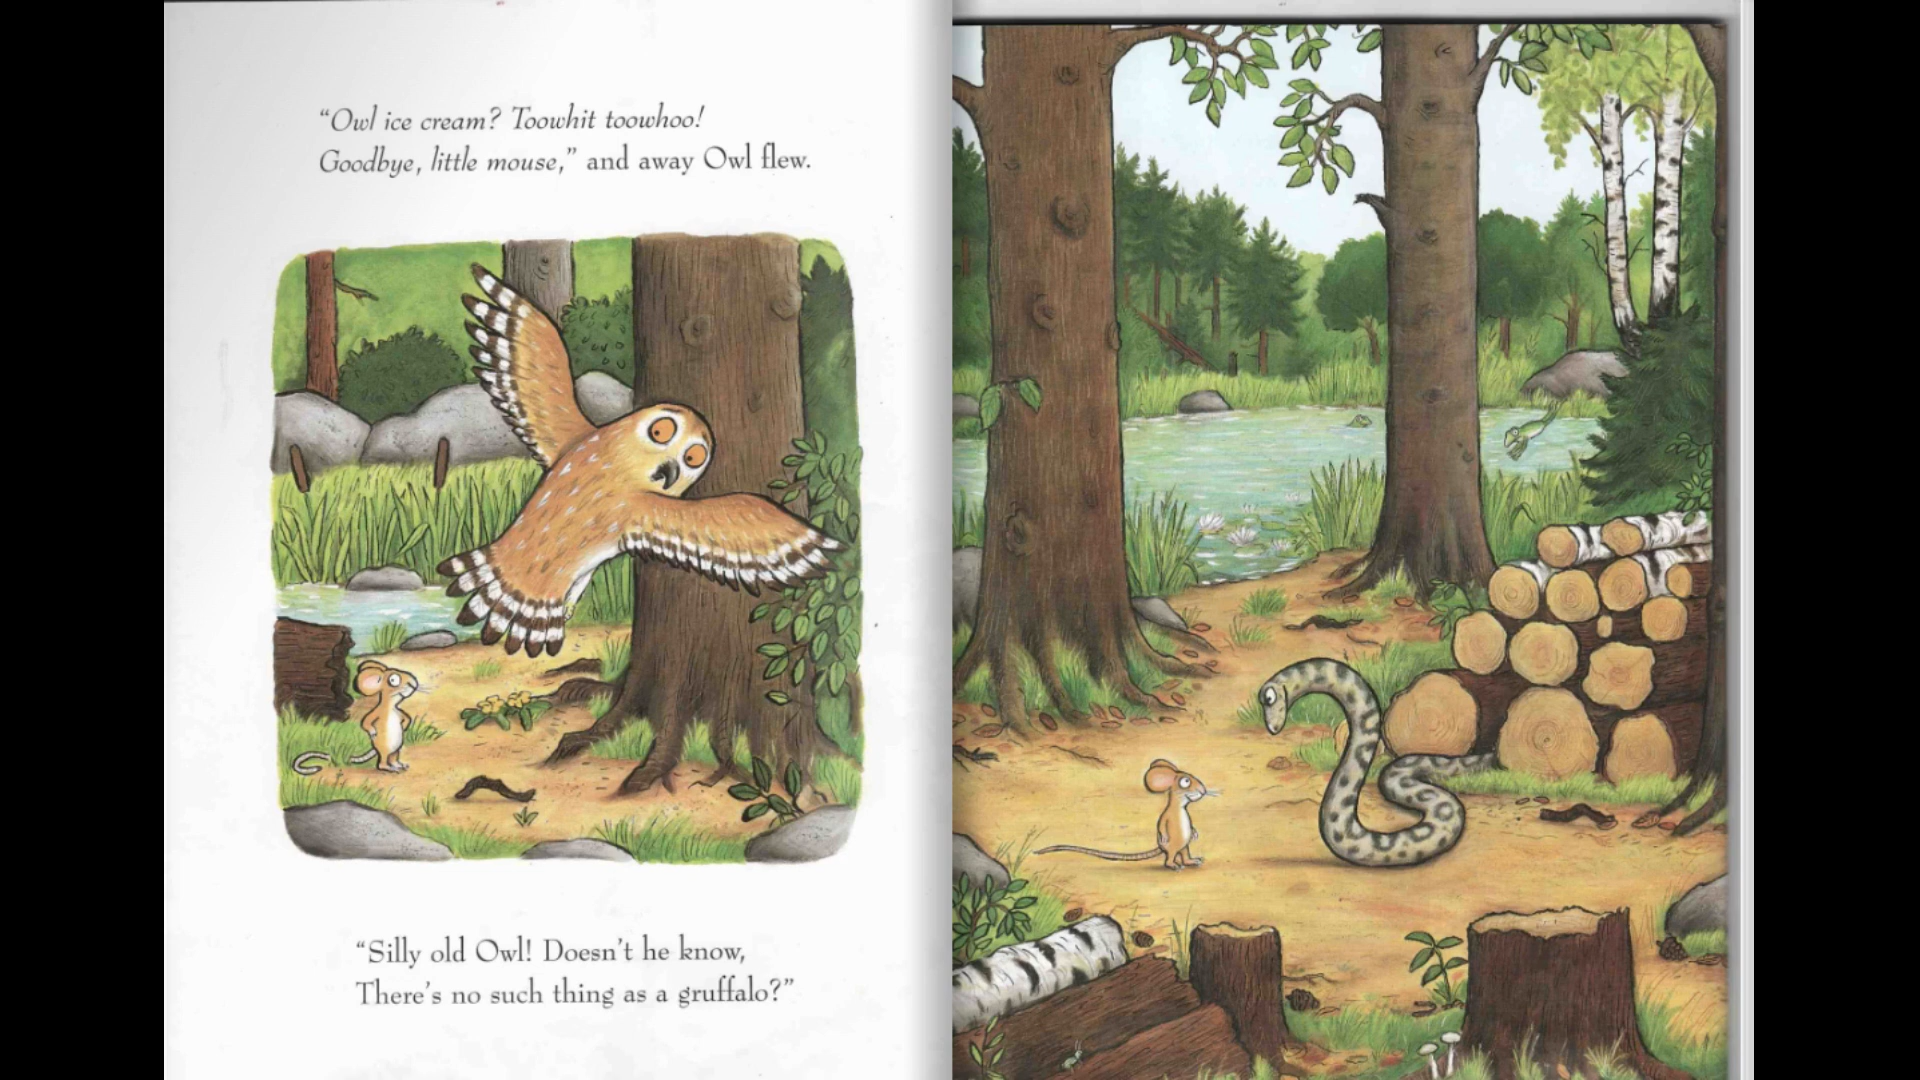 “Owl ice cream? Toowhit toowhoo!
Goodbye, little mouse,” and away Owl flew.
“Silly old Owl! Doesn’t he know,
There’s no such thing as a gruffalo?”